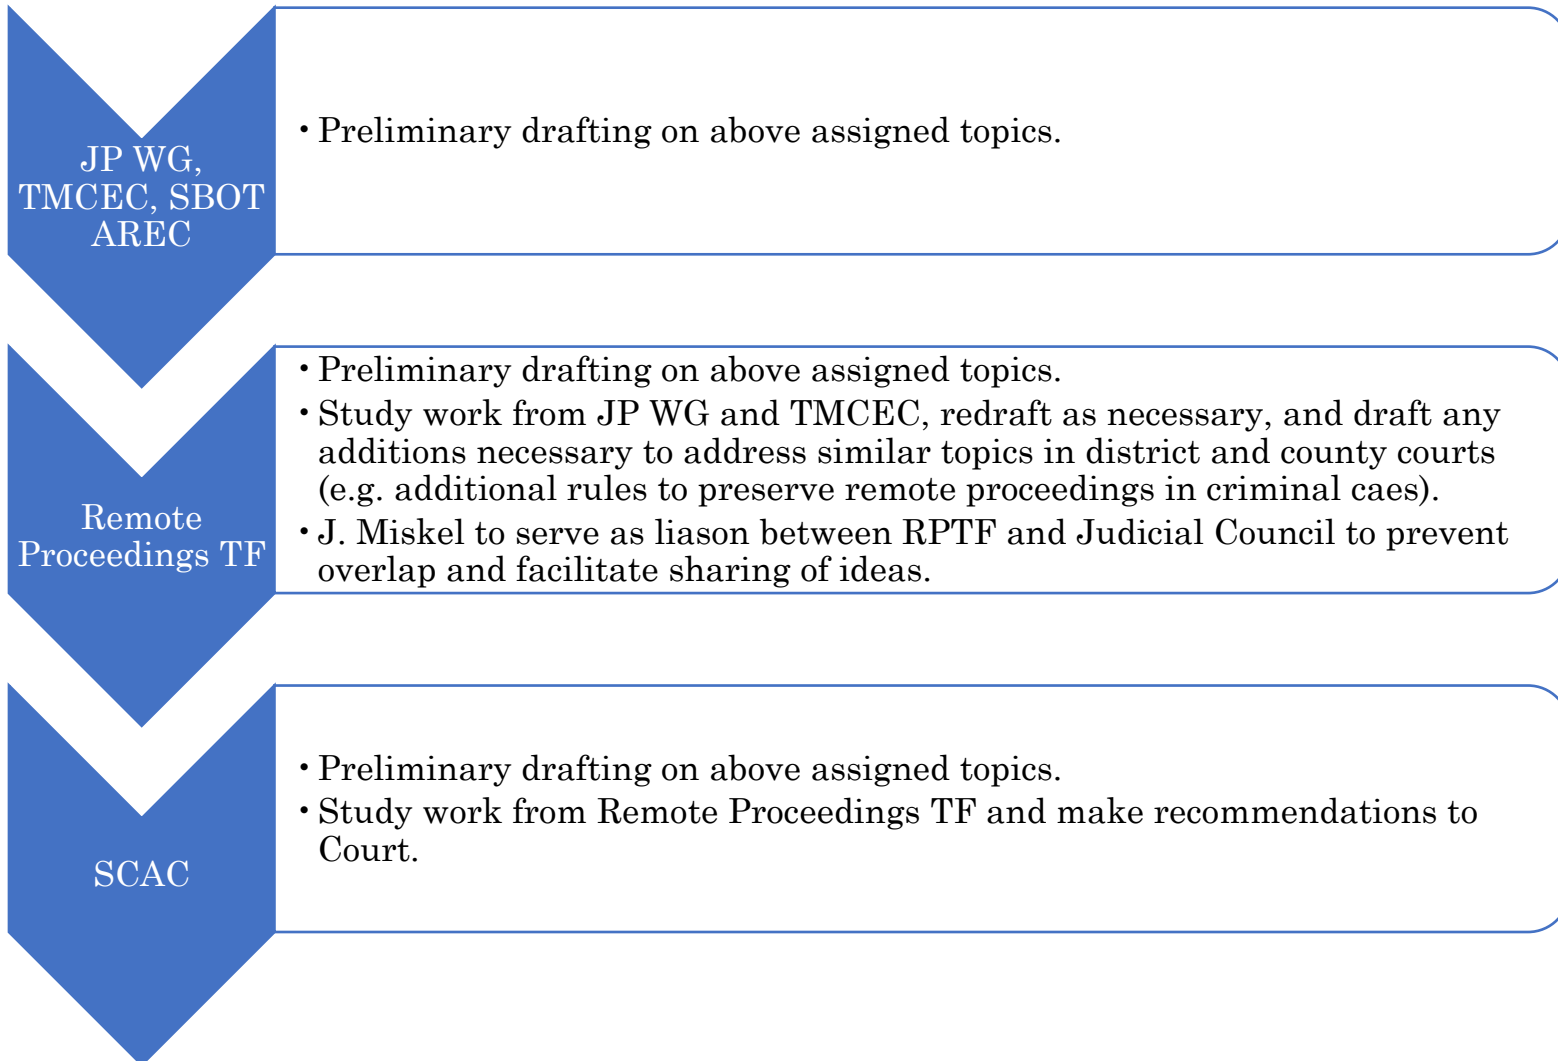 JP WG,
TMCEC, SBOT
AREC
• Preliminary drafting on above assigned topics.
Remote
Proceedings TF
• Preliminary drafting on above assigned topics.
• Study work from JP WG and TMCEC, redraft as necessary, and draft any
additions necessary to address similar topics in district and county courts
(e.g. additional rules to preserve remote proceedings in criminal caes).
• J. Miskel to serve as liason between RPTF and Judicial Council to prevent
overlap and facilitate sharing of ideas.
SCAC
• Preliminary drafting on above assigned topics.
• Study work from Remote Proceedings TF and make recommendations to
Court.